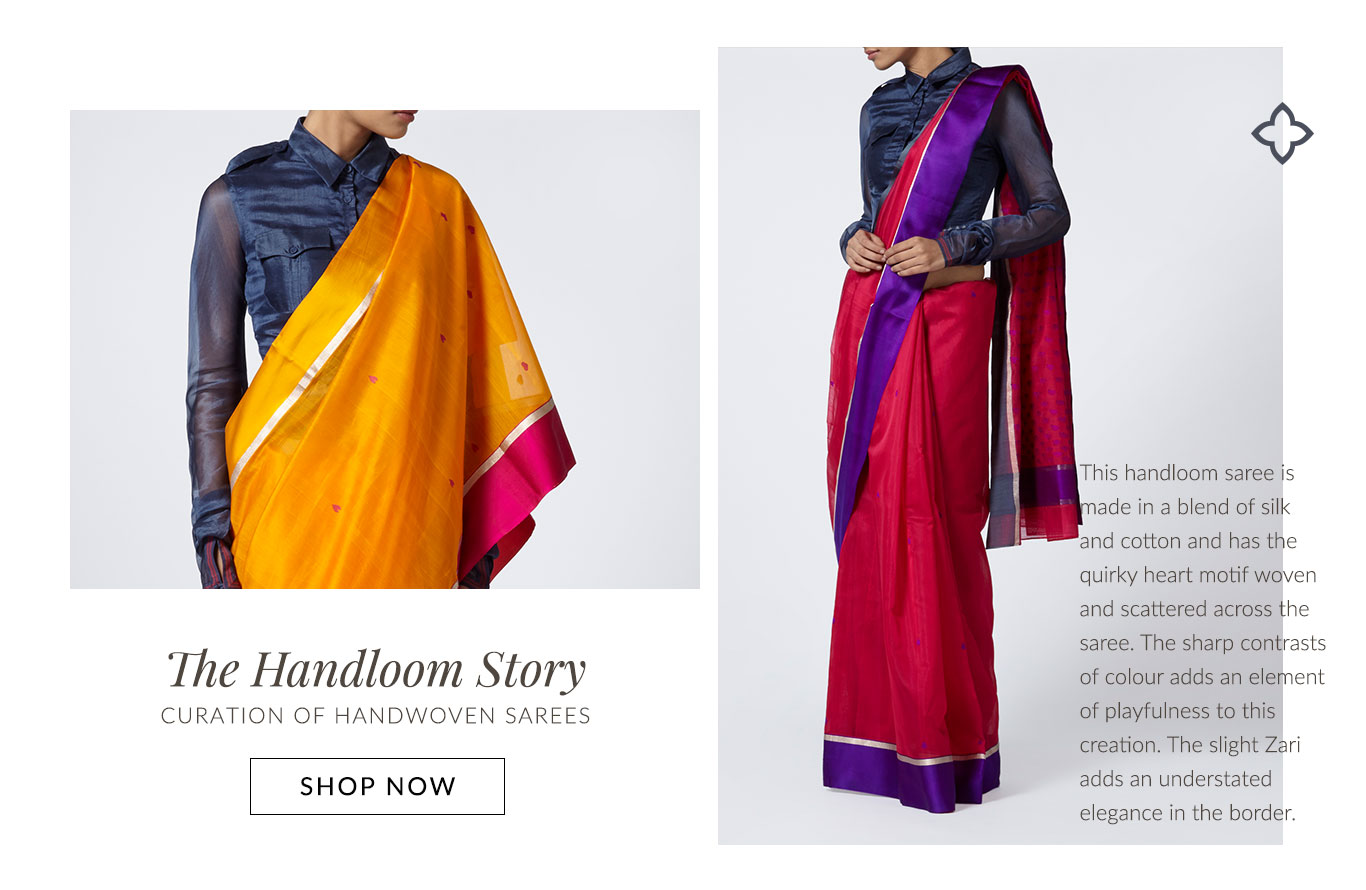 The Handloom Story
CURATION OF HANDWOVEN SAREES
SHOP NOW
This handloom saree is
made in a blend of silk
and cotton and has the
quirky heart motif woven
and scattered across the
saree. The sharp contrasts
of colour adds an element
of playfulness to this
creation. The slight Zari
adds an understated
elegance in the border.